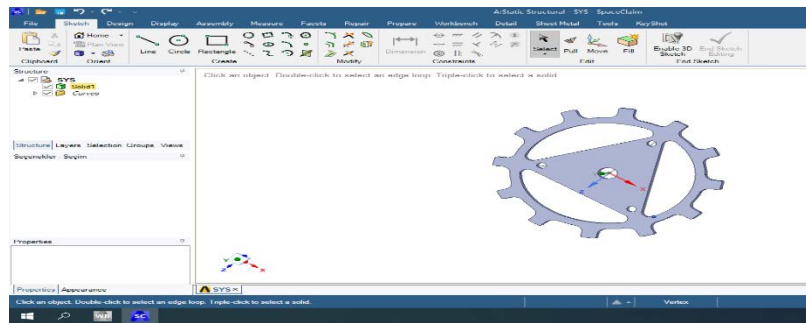 A:Static Structural - SYS - SpaceClaim
File Sketch Design Display Assembly Measure Facets Repair Prepare Workbench Detail Sheet Metal Tools KeyShot
Paste
Home
Plan View
Line Circle Rectangle
Dimension
Select Pull Move Fill
Enable 3D Sketch
End Sketch Editing
Clipboard Orient Create Modify Constraints Edit End Sketch
Structure
SYS
Solid1
Curves
Click an object. Double-click to select an edge loop. Triple-click to select a solid.
Structure Layers Selection Groups Views
Seçenekler - Seçim
Properties
Properties Appearance
SYS
Click an object. Double-click to select an edge loop. Triple-click to select a solid.
Vertex
SC